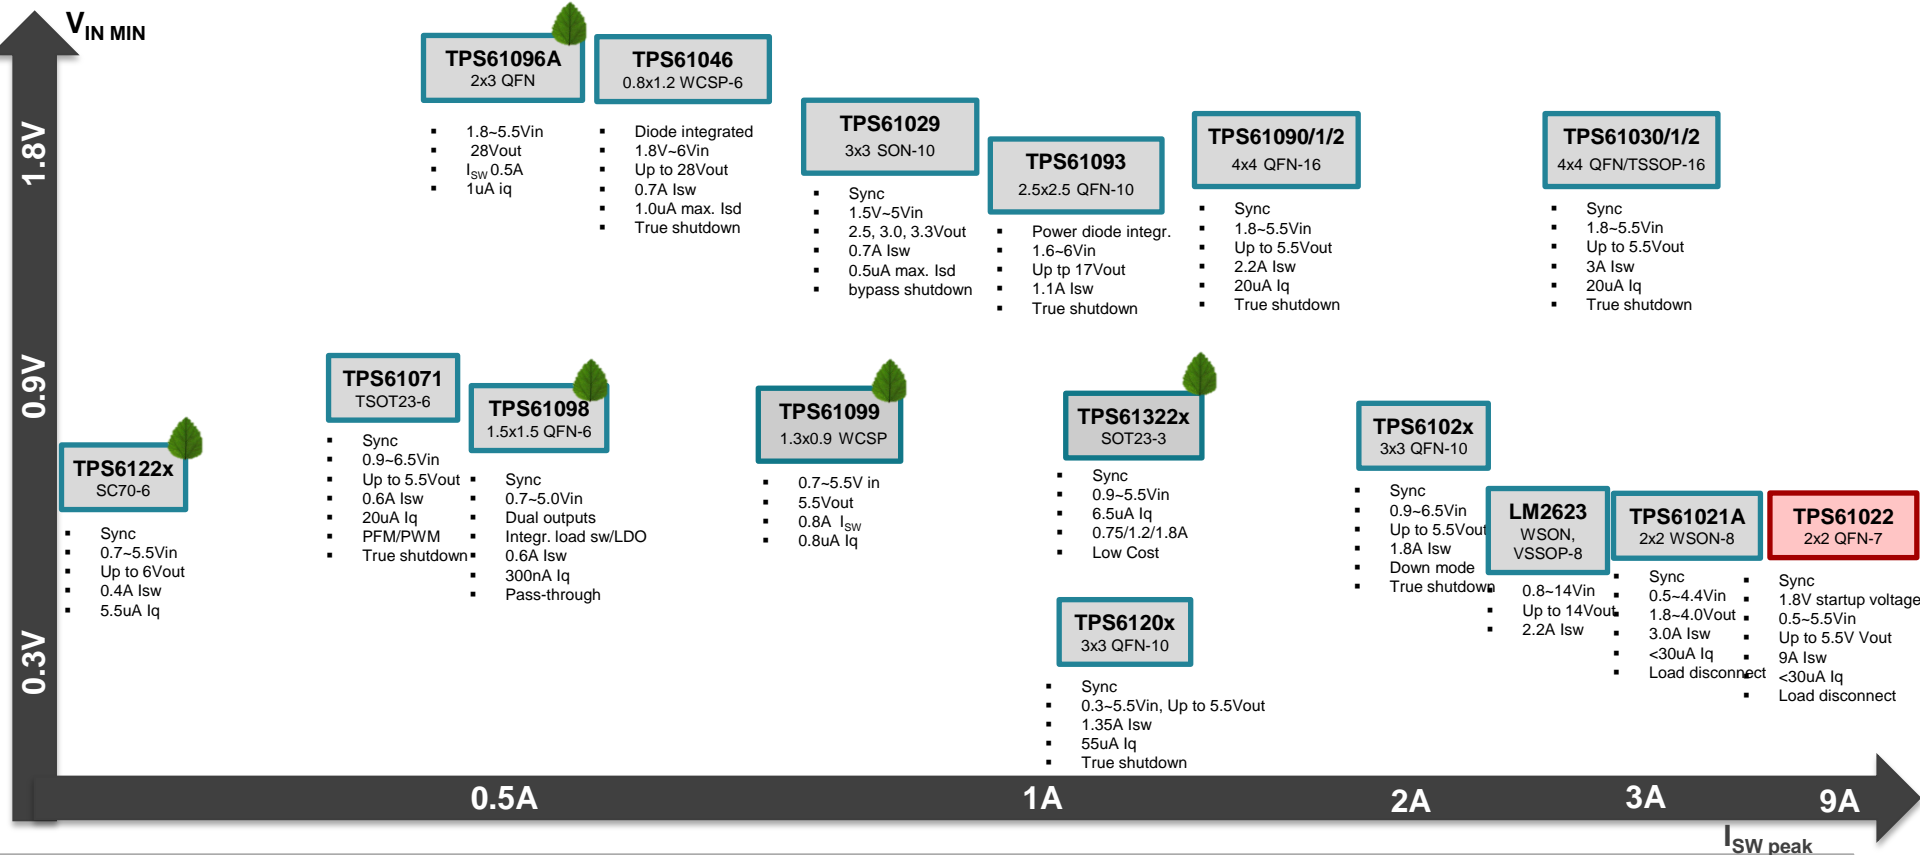 V IN MIN
TPS61096A
2x3 QFN
1.8~5.5Vin
28Vout
ISW 0.5A
1uA iq
TPS61046
0.8x1.2 WCSP-6
Diode integrated
1.8V~6Vin
Up to 28Vout
0.7A Isw
1.0uA max. Isd
True shutdown
TPS61029
3x3 SON-10
Sync
1.5V~5Vin
2.5, 3.0, 3.3Vout
0.7A Isw
0.5uA max. Isd
bypass shutdown
TPS61093
2.5x2.5 QFN-10
Power diode integr.
1.6~6Vin
Up tp 17Vout
1.1A Isw
True shutdown
TPS61090/1/2
4x4 QFN-16
Sync
1.8~5.5Vin
Up to 5.5Vout
2.2A Isw
20uA Iq
True shutdown
TPS61030/1/2
4x4 QFN/TSSOP-16
Sync
1.8~5.5Vin
Up to 5.5Vout
3A Isw
20uA Iq
True shutdown
1.8V
0.9V
0.3V
TPS6122x
SC70-6
Sync
0.7~5.5Vin
Up to 6Vout
0.4A Isw
5.5uA Iq
TPS61071
TSOT23-6
Sync
0.9~6.5Vin
Up to 5.5Vout
0.6A Isw
20uA Iq
PFM/PWM
True shutdown
TPS61098
1.5x1.5 QFN-6
Sync
0.7~5.0Vin
Dual outputs
Integr. load sw/LDO
0.6A Isw
300nA Iq
Pass-through
TPS61099
1.3x0.9 WCSP
0.7~5.5V in
5.5Vout
0.8A ISW
0.8uA Iq
TPS61322x
SOT23-3
Sync
0.9~5.5Vin
6.5uA Iq
0.75/1.2/1.8A
Low Cost
TPS6120x
3x3 QFN-10
Sync
0.3~5.5Vin, Up to 5.5Vout
1.35A Isw
55uA Iq
True shutdown
TPS6102x
3x3 QFN-10
Sync
0.9~6.5Vin
Up to 5.5Vout
1.8A Isw
Down mode
True shutdown
LM2623
WSON,
VSSOP-8
0.8~14Vin
Up to 14Vout
2.2A Isw
TPS61021A
2x2 WSON-8
Sync
0.5~4.4Vin
1.8~4.0Vout
3.0A Isw
<30uA Iq
Load disconnect
TPS61022
2x2 QFN-7
Sync
1.8V startup voltage
0.5~5.5Vin
Up to 5.5V Vout
9A Isw
<30uA Iq
Load disconnect
0.5A
1A
2A
3A
9A
ISW peak